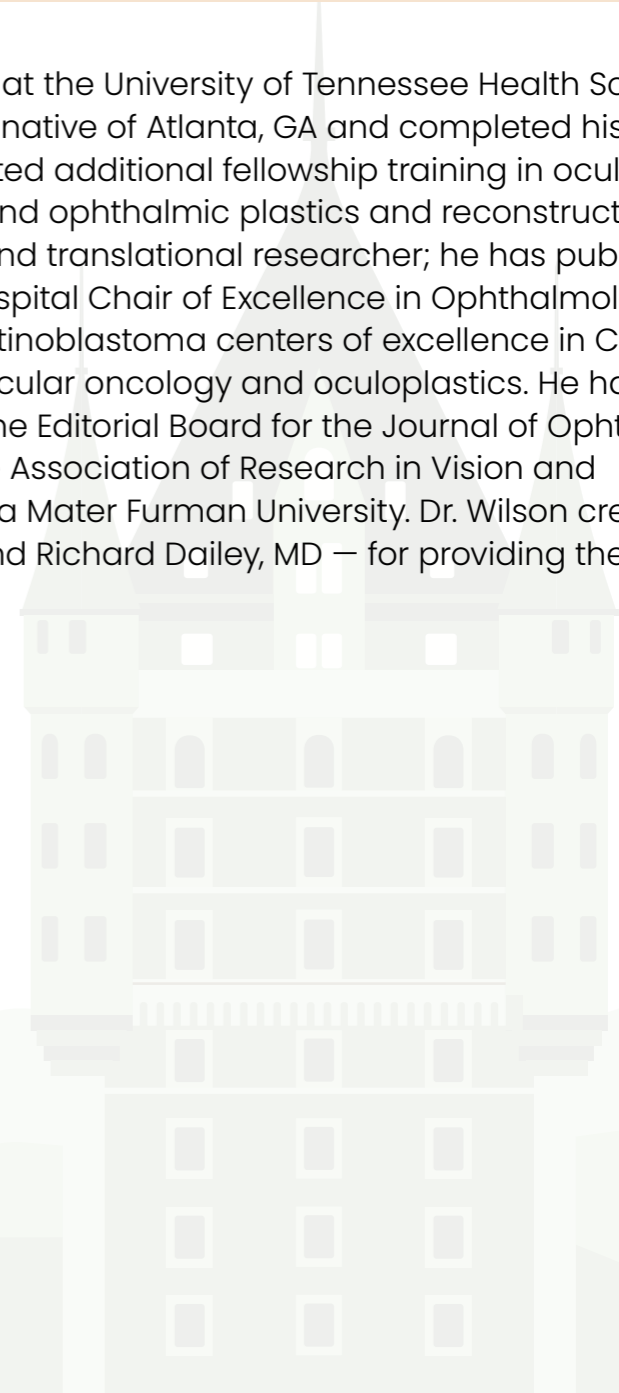 at the University of Tennessee Health Sc
native of Atlanta, GA and completed his
ted additional fellowship training in ocul
nd ophthalmic plastics and reconstruct
nd translational researcher; he has pub
spital Chair of Excellence in Ophthalmol
tinoblastoma centers of excellence in C
cular oncology and oculoplastics. He ha
ne Editorial Board for the Journal of Opht
Association of Research in Vision and
a Mater Furman University. Dr. Wilson cre
nd Richard Dailey, MD — for providing the